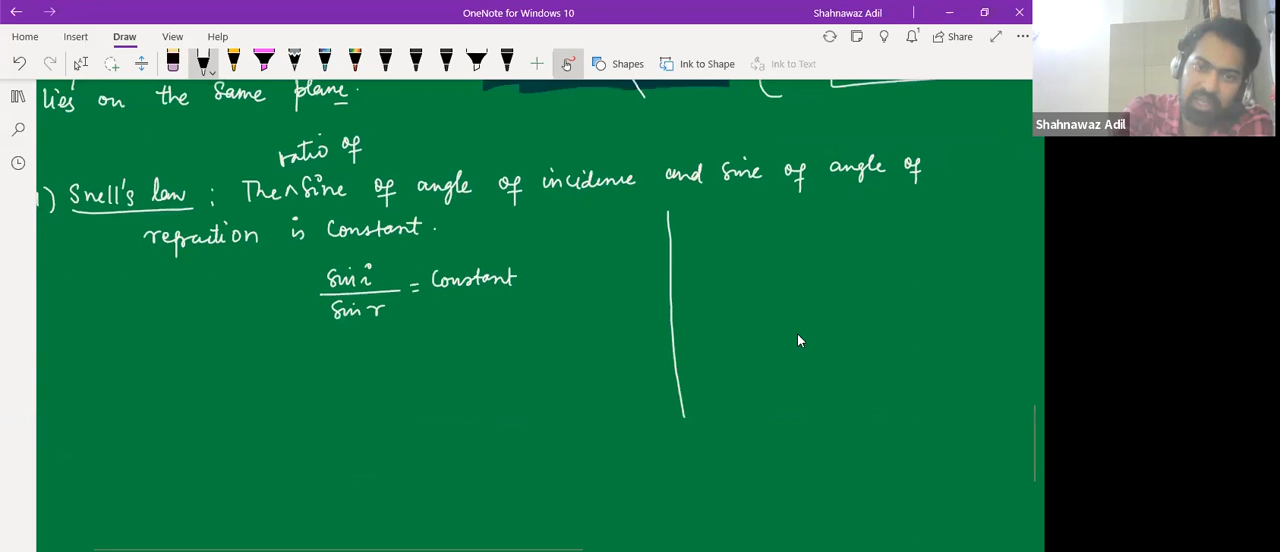 OneNote for Windows 10
Shahnawaz Adil
Home Insert Draw View Help
Share
Shapes
Ink to Shape
Ink to Text
Shahnawaz Adil
lies on the same plane.
ratio of
) Snell's law : The ^ sine of angle of incidence and sine of angle of
refraction is constant.
sin i
= constant
sin r